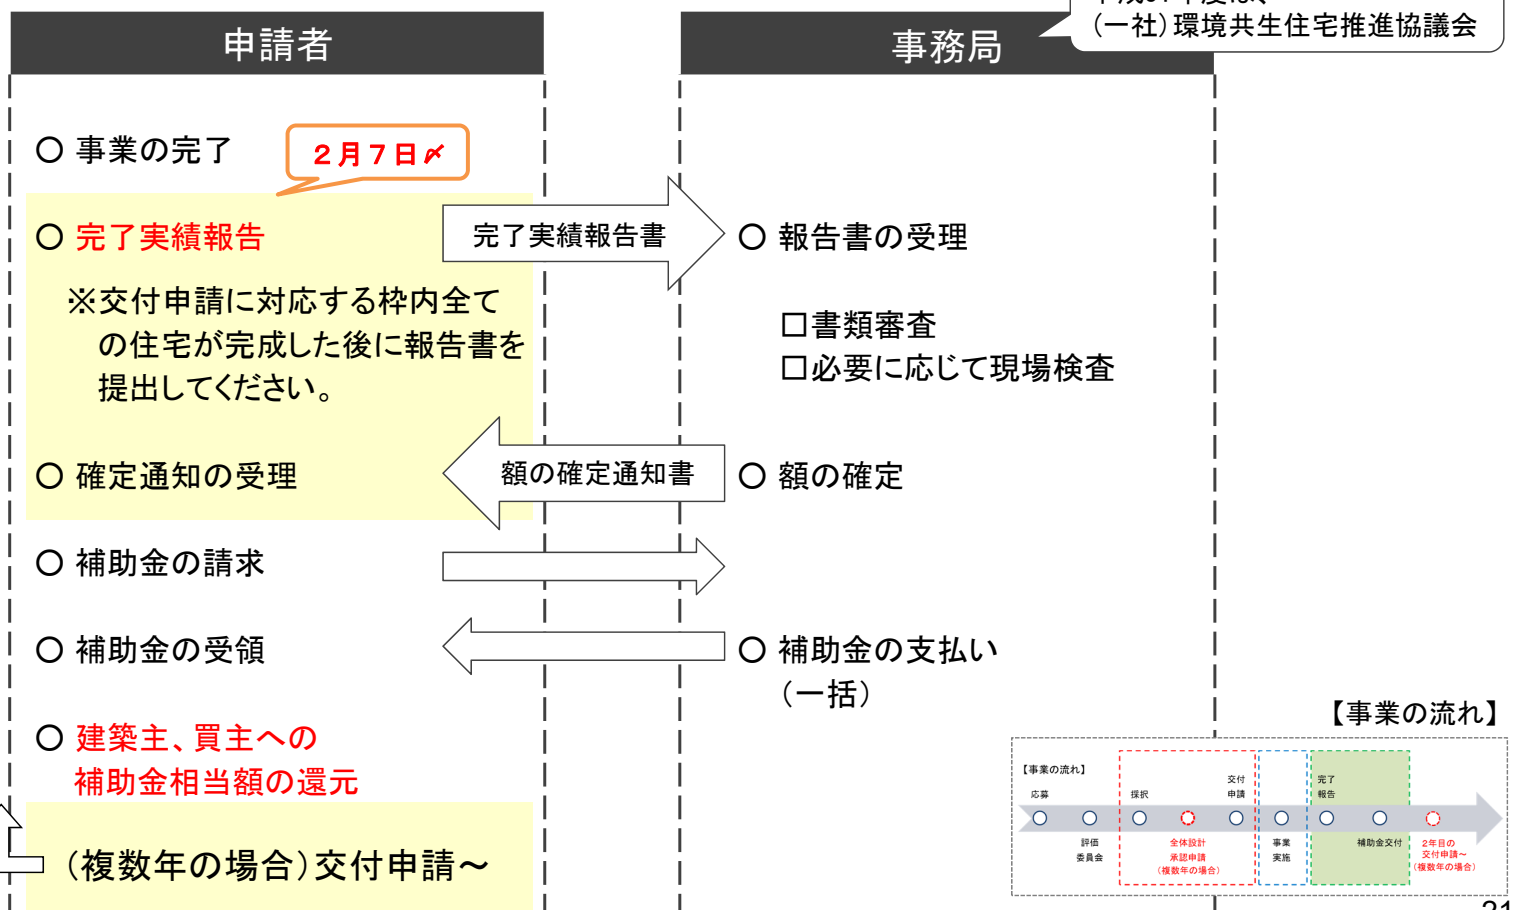 (一社)環境共生住宅推進協議会
申請者
事務局
○ 事業の完了
2月7日〆
○ 完了実績報告
完了実績報告書
○ 報告書の受理
※交付申請に対応する枠内全て
の住宅が完成した後に報告書を
提出してください。
□書類審査
□必要に応じて現場検査
○ 確定通知の受理
額の確定通知書
○ 額の確定
○ 補助金の請求
○ 補助金の受領
○ 補助金の支払い
(一括)
○ 建築主、買主への
補助金相当額の還元
(複数年の場合)交付申請～
【事業の流れ】
【事業の流れ】
応募
評価
委員会
採択
全体設計
承認申請
(複数年の場合)
交付
申請
事業
実施
完了
報告
補助金交付
2年目の
交付申請～
(複数年の場合)